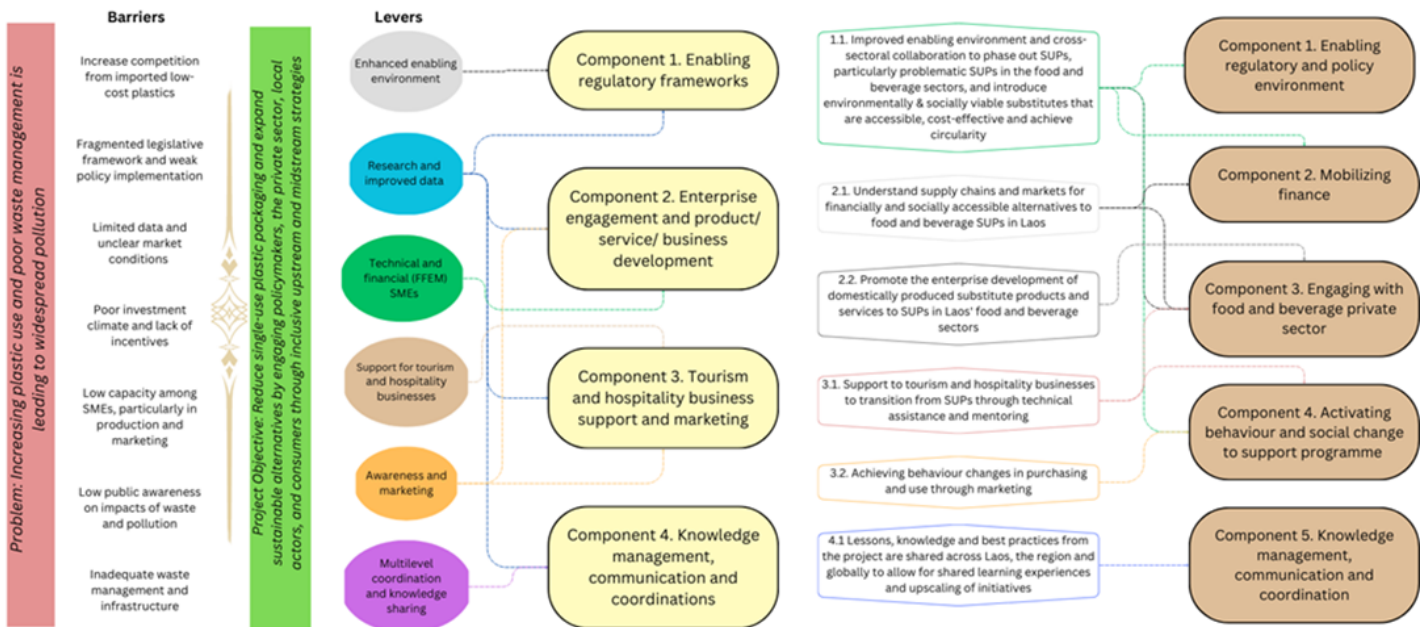 Problem: Increasing plastic use and poor waste management is
leading to widespread pollution
Barriers
Increase competition
from imported low-
cost plastics
Fragmented legislative
framework and weak
policy implementation
Limited data and
unclear market
conditions
Poor investment
climate and lack of
incentives
Low capacity among
SMEs, particularly in
production and
marketing
Low public awareness
on impacts of waste
and pollution
Inadequate waste
management and
infrastructure
Project Objective: Reduce single-use plastic packaging and expand
sustainable alternatives by engaging policymakers, the private sector, local
actors, and consumers through inclusive upstream and midstream strategies
Levers
Enhanced enabling
environment
Research and
improved data
Technical and
financial (FFEM)
SMEs
Support for tourism
and hospitality
businesses
Awareness and
marketing
Multilevel
coordination
and knowledge
sharing
Component 1. Enabling
regulatory frameworks
Component 2. Enterprise
engagement and product/
service/ business
development
Component 3. Tourism
and hospitality business
support and marketing
Component 4. Knowledge
management,
communication and
coordinations
1.1. Improved enabling environment and cross-
sectoral collaboration to phase out SUPs,
particularly problematic SUPs in the food and
beverage sectors, and introduce
environmentally & socially viable substitutes that
are accessible, cost-effective and achieve
circularity
2.1. Understand supply chains and markets for
financially and socially accessible alternatives to
food and beverage SUPs in Laos
2.2. Promote the enterprise development of
domestically produced substitute products and
services to SUPs in Laos' food and beverage
sectors
3.1. Support to tourism and hospitality businesses
to transition from SUPs through technical
assistance and mentoring
3.2. Achieving behaviour changes in purchasing
and use through marketing
4.1 Lessons, knowledge and best practices from
the project are shared across Laos, the region and
globally to allow for shared learning experiences
and upscaling of initiatives
Component 1. Enabling
regulatory and policy
environment
Component 2. Mobilizing
finance
Component 3. Engaging with
food and beverage private
sector
Component 4. Activating
behaviour and social change
to support programme
Component 5. Knowledge
management,
communication and
coordination